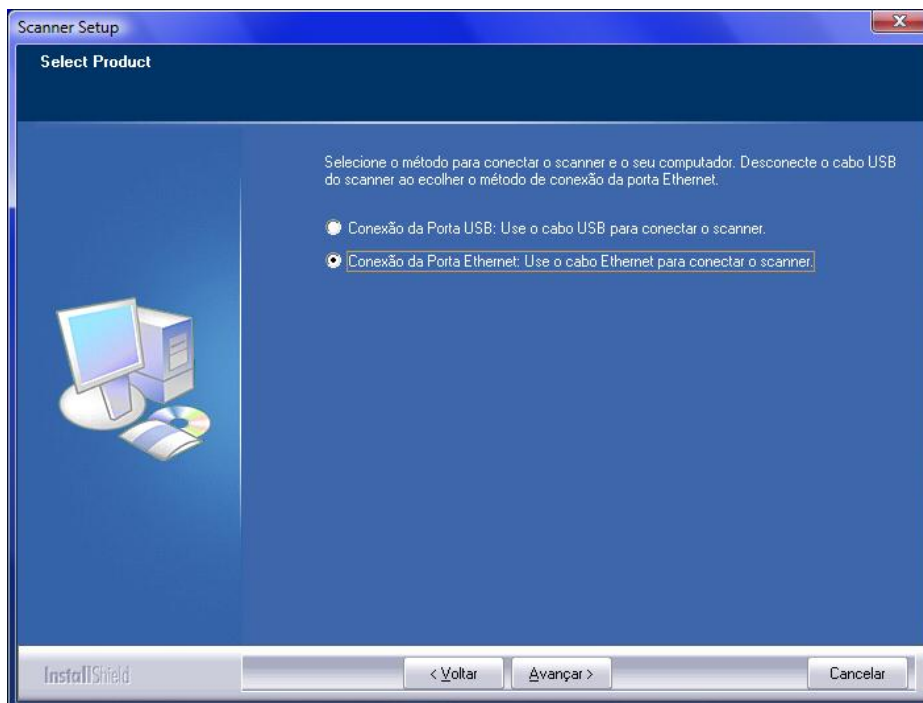 Scanner Setup
Select Product
Selecione o método para conectar o scanner e o seu computador. Desconecte o cabo USB
do scanner ao ecolher o método de conexão da porta Ethernet.
Conexão da Porta USB: Use o cabo USB para conectar o scanner.
Conexão da Porta Ethernet: Use o cabo Ethernet para conectar o scanner.
InstallShield
< Voltar
Avançar >
Cancelar